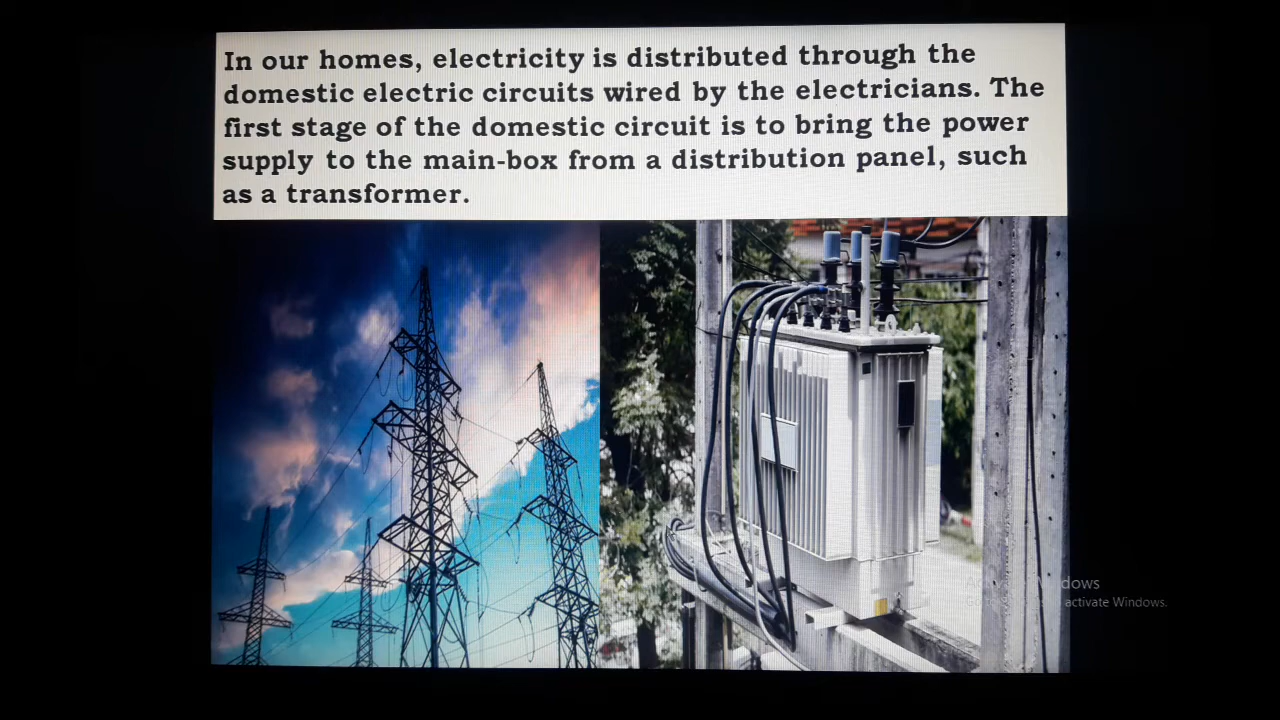 In our homes, electricity is distributed through the
domestic electric circuits wired by the electricians. The
first stage of the domestic circuit is to bring the power
supply to the main-box from a distribution panel, such
as a transformer.
activate Windows.